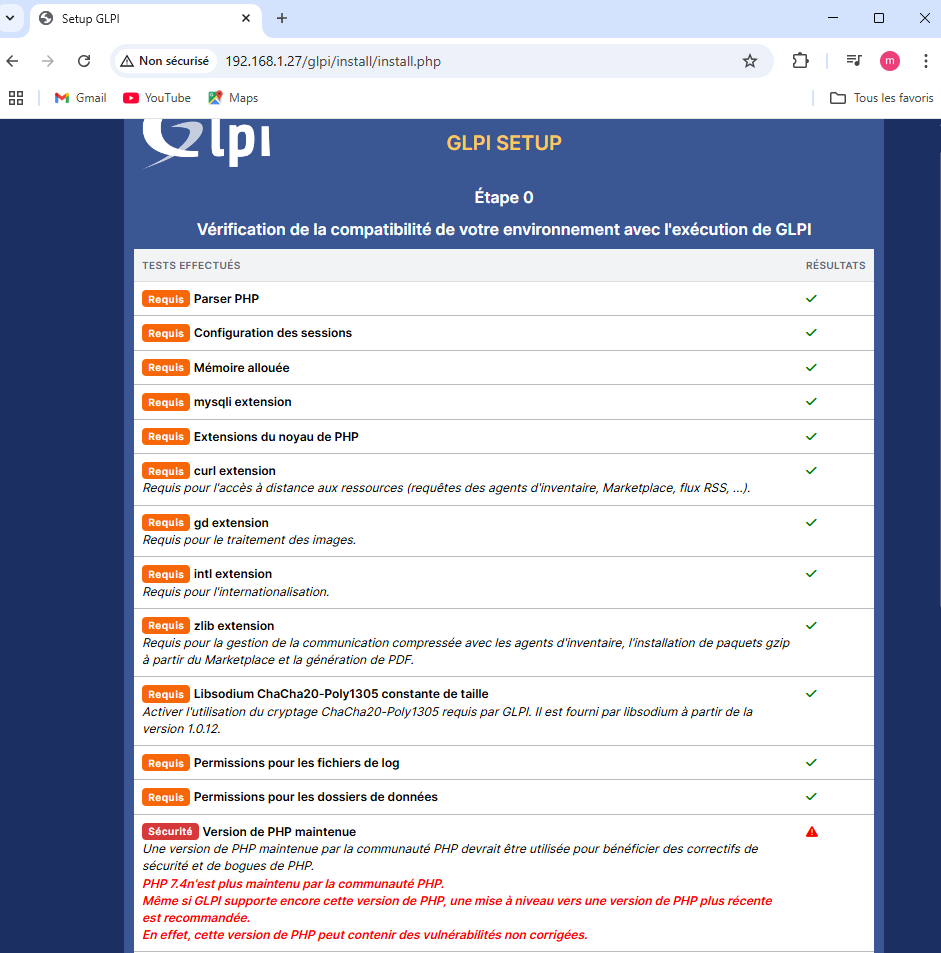 Setup GLPI
Non sécurisé 192.168.1.27/glpi/install/install.php
m
Gmail YouTube Maps Tous les favoris
Glpi
GLPI SETUP
Étape 0
Vérification de la compatibilité de votre environnement avec l'exécution de GLPI
TESTS EFFECTUÉS RÉSULTATS
Requis Parser PHP
Requis Configuration des sessions
Requis Mémoire allouée
Requis mysqli extension
Requis Extensions du noyau de PHP
Requis curl extension
Requis pour l'accès à distance aux ressources (requêtes des agents d'inventaire, Marketplace, flux RSS, ...).
Requis gd extension
Requis pour le traitement des images.
Requis intl extension
Requis pour l'internationalisation.
Requis zlib extension
Requis pour la gestion de la communication compressée avec les agents d'inventaire, l'installation de paquets gzip
à partir du Marketplace et la génération de PDF.
Requis Libsodium ChaCha20-Poly1305 constante de taille
Activer l'utilisation du cryptage ChaCha20-Poly1305 requis par GLPI. Il est fourni par libsodium à partir de la
version 1.0.12.
Requis Permissions pour les fichiers de log
Requis Permissions pour les dossiers de données
Sécurité Version de PHP maintenue
Une version de PHP maintenue par la communauté PHP devrait être utilisée pour bénéficier des correctifs de
sécurité et de bogues de PHP.
PHP 7.4n'est plus maintenu par la communauté PHP.
Même si GLPI supporte encore cette version de PHP, une mise à niveau vers une version de PHP plus récente
est recommandée.
En effet, cette version de PHP peut contenir des vulnérabilités non corrigées.